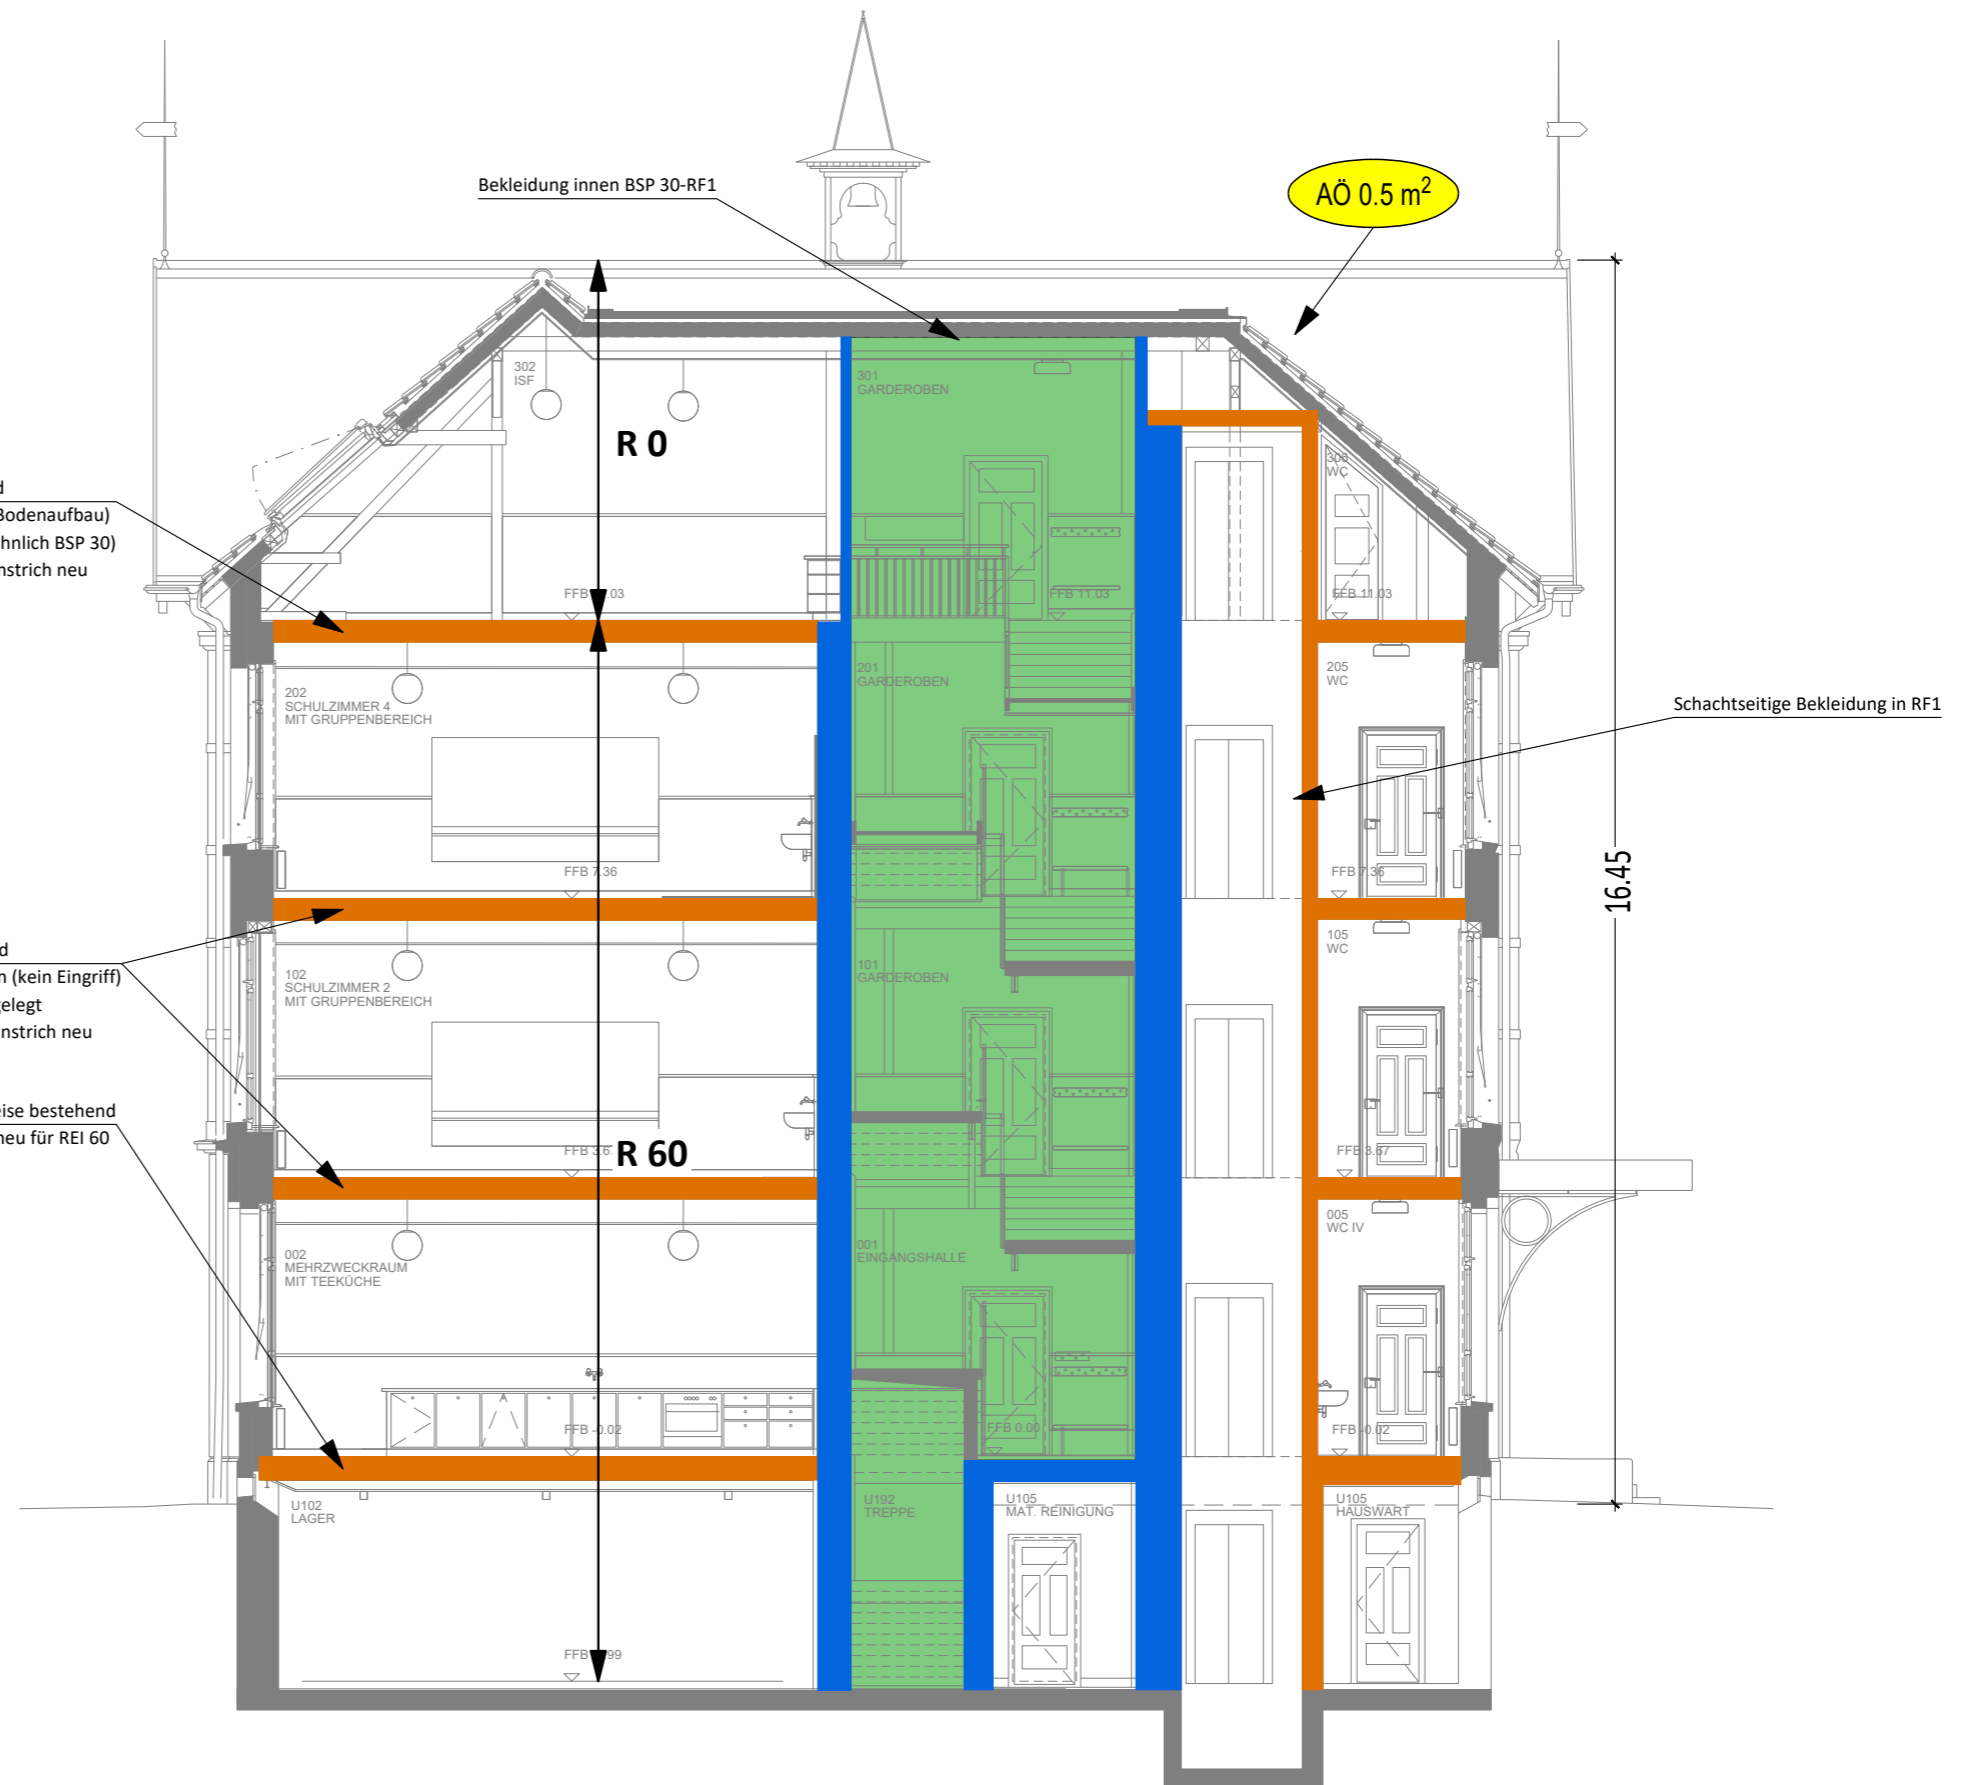 Bekleidung innen BSP 30-RF1
AÖ 0.5 m²
302
ISF
301
GARDEROBEN
R 0
306
WC
Bodenaufbau)
hnlich BSP 30)
nstrich neu
FFB 11.03
FFB 11.03
201
GARDEROBEN
205
WC
202
SCHULZIMMER 4
MIT GRUPPENBEREICH
Schachtseitige Bekleidung in RF1
FFB 7.36
FFB 7.36
16.45
105
WC
(kein Eingriff)
gelegt
nstrich neu
102
SCHULZIMMER 2
MIT GRUPPENBEREICH
101
GARDEROBEN
eise bestehend
neu für REI 60
R 60
FFB 3.67
005
WC IV
002
MEHRZWECKRAUM
MIT TEEKÜCHE
001
EINGANGSHALLE
FFB -0.02
FFB 0.00
FFB -0.02
U102
LAGER
U192
TREPPE
U105
MAT. REINIGUNG
U105
HAUSWART